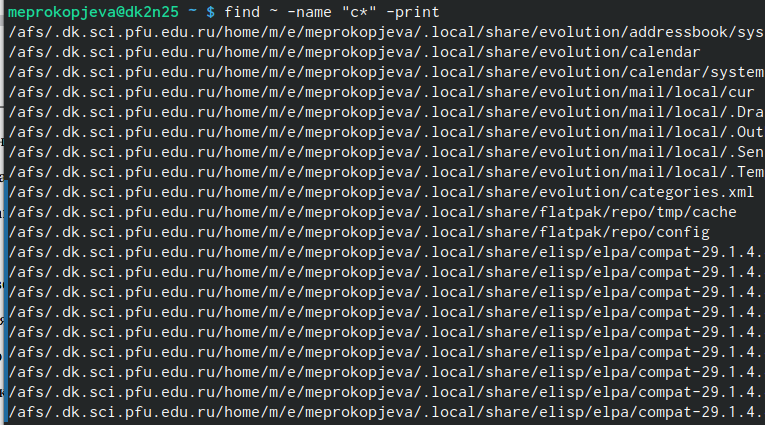 meprokopjeva@dk2n25 ~ $ find ~ -name "c*" -print
/afs/.dk.sci.pfu.edu.ru/home/m/e/meprokopjeva/.local/share/evolution/addressbook/sys
/afs/.dk.sci.pfu.edu.ru/home/m/e/meprokopjeva/.local/share/evolution/calendar
/afs/.dk.sci.pfu.edu.ru/home/m/e/meprokopjeva/.local/share/evolution/calendar/system
/afs/.dk.sci.pfu.edu.ru/home/m/e/meprokopjeva/.local/share/evolution/mail/local/cur
/afs/.dk.sci.pfu.edu.ru/home/m/e/meprokopjeva/.local/share/evolution/mail/local/.Dra
/afs/.dk.sci.pfu.edu.ru/home/m/e/meprokopjeva/.local/share/evolution/mail/local/.Out
/afs/.dk.sci.pfu.edu.ru/home/m/e/meprokopjeva/.local/share/evolution/mail/local/.Sen
/afs/.dk.sci.pfu.edu.ru/home/m/e/meprokopjeva/.local/share/evolution/mail/local/.Tem
/afs/.dk.sci.pfu.edu.ru/home/m/e/meprokopjeva/.local/share/evolution/categories.xml
/afs/.dk.sci.pfu.edu.ru/home/m/e/meprokopjeva/.local/share/flatpak/repo/tmp/cache
/afs/.dk.sci.pfu.edu.ru/home/m/e/meprokopjeva/.local/share/flatpak/repo/config
/afs/.dk.sci.pfu.edu.ru/home/m/e/meprokopjeva/.local/share/elisp/elpa/compat-29.1.4.
/afs/.dk.sci.pfu.edu.ru/home/m/e/meprokopjeva/.local/share/elisp/elpa/compat-29.1.4.
/afs/.dk.sci.pfu.edu.ru/home/m/e/meprokopjeva/.local/share/elisp/elpa/compat-29.1.4.
/afs/.dk.sci.pfu.edu.ru/home/m/e/meprokopjeva/.local/share/elisp/elpa/compat-29.1.4.
/afs/.dk.sci.pfu.edu.ru/home/m/e/meprokopjeva/.local/share/elisp/elpa/compat-29.1.4.
/afs/.dk.sci.pfu.edu.ru/home/m/e/meprokopjeva/.local/share/elisp/elpa/compat-29.1.4.
/afs/.dk.sci.pfu.edu.ru/home/m/e/meprokopjeva/.local/share/elisp/elpa/compat-29.1.4.
/afs/.dk.sci.pfu.edu.ru/home/m/e/meprokopjeva/.local/share/elisp/elpa/compat-29.1.4.
/afs/.dk.sci.pfu.edu.ru/home/m/e/meprokopjeva/.local/share/elisp/elpa/compat-29.1.4.